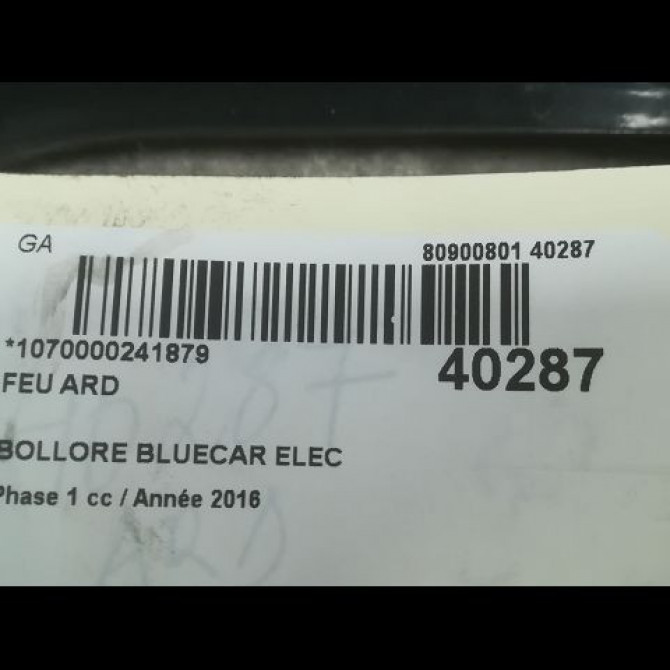 GA
80900801 40287
*1070000241879
40287
FEU ARD
BOLLORE BLUECAR ELEC
Phase 1 cc / Année 2016